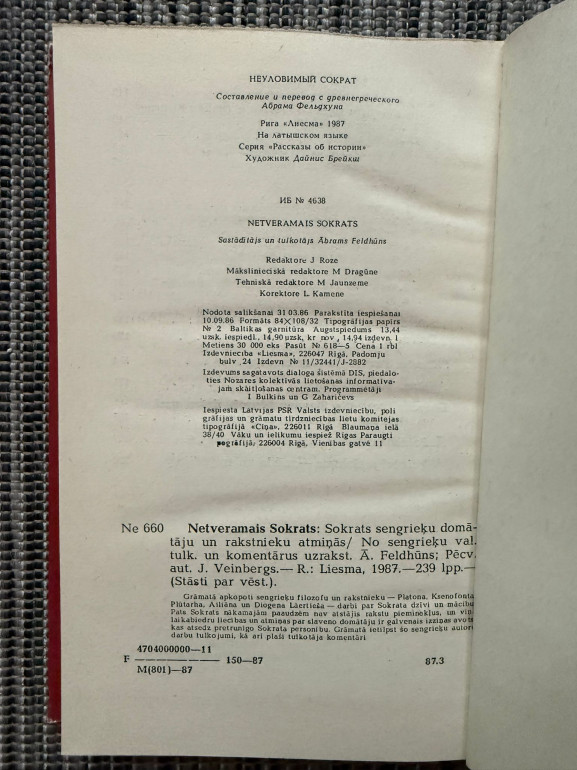 НЕУЛОВИМЫЙ СОКРАТ
Составление и перевод с древнегреческого
Абрама Фельдхуна
Рига «Лиесма» 1987
На латышском языке
Серия «Рассказы об истории»
Художник Дайнис Брейкш
ИБ № 4638
NETVERAMAIS SOKRATS
Sastādītājs un tulkotājs Ābrams Feldhūns
Redaktore J Roze
Mākslinieciskā redaktore M Dragūne
Tehniskā redaktore M Jaunzeme
Korektore L Kamene
Nodota salikšanai 31 03.86 Parakstīta iespiešanai
10.09.86 Formāts 84×108/32 Tipogrāfijas papīrs
№ 2 Baltikas garnitūra Augstspiedums 13,44
uzsk. iespiedl., 14,90 uzsk. kr nov, 14,94 izdevn. l
Metiens 30 000 eks Pasūt № 618—5 Cena 1 rbl
Izdevniecība «Liesma», 226047 Rīgā, Padomju
bulv 24 Izdevn № 11/32441/J-2882
Izdevums sagatavots dialoga sistēmā DIS, piedalo-
ties Nozares kolektīvās lietošanas informatīva-
jam skaitļošanas centram. Programmētāji
I Bulkins un G Zaharičevs
Iespiesta Latvijas PSR Valsts izdevniecību, poli
grāfijas un grāmatu tirdzniecības lietu komitejas
tipogrāfijā «Cīņa», 226011 Rīgā Blaumaņa ielā
38/40 Vāku un ielikumu iespiež Rīgas Paraugti
pogrāfijā, 226004 Rīgā, Vienības gatvē 11
Ne 660 Netveramais Sokrats: Sokrats sengrieķu domā-
tāju un rakstnieku atmiņās/ No sengrieķu val.
tulk. un komentārus uzrakst. Ā. Feldhūns; Pēcv.
aut. J. Veinbergs.— R.: Liesma, 1987.—239 lpp.—
(Stāsti par vēst.).
Grāmatā apkopoti sengrieķu filozofu un rakstnieku — Platona, Ksenofonta
Plūtarha, Ailiāna un Diogena Lāertieša — darbi par Sokrata dzīvi un mācību
Pats Sokrats nākamajām paaudzēm nav atstājis rakstu pieminekļus, un viņa
laikabiedru liecības un atmiņas par slaveno domātāju ir galvenais izziņas avots
kas atsedz pretrunīgo Sokrata personību. Grāmatā ietilpst šo sengrieķu autoru
darbu tulkojumi, kā arī plaši tulkotāja komentāri
4704000000—11
F ———————— 150—87 87.3
M(801)—87